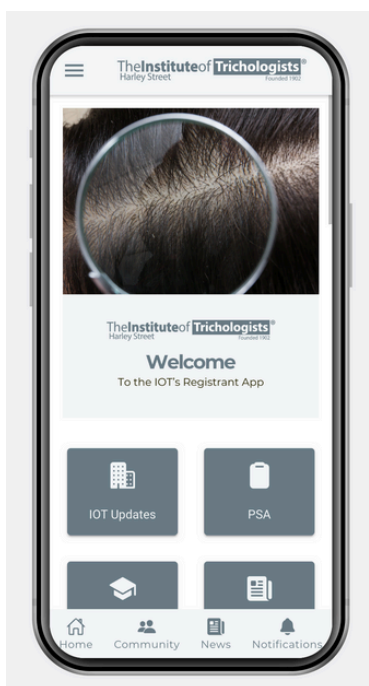 TheInstituteof Trichologists®
Harley Street Founded 1902
TheInstituteof Trichologists®
Harley Street Founded 1902
Welcome
To the IOT's Registrant App
IOT Updates PSA
Home Community News Notifications